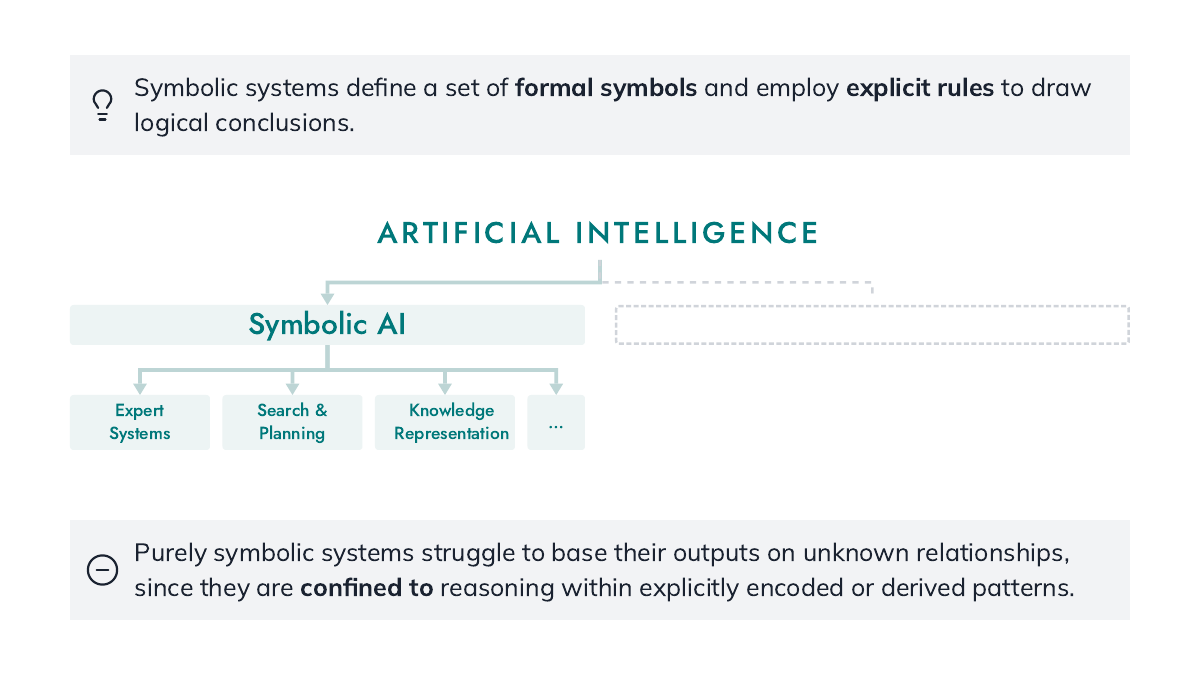 Symbolic systems define a set of formal symbols and employ explicit rules to draw
logical conclusions.
ARTIFICIAL INTELLIGENCE
Symbolic AI
Expert
Systems
Search &
Planning
Knowledge
Representation
...
Purely symbolic systems struggle to base their outputs on unknown relationships,
since they are confined to reasoning within explicitly encoded or derived patterns.